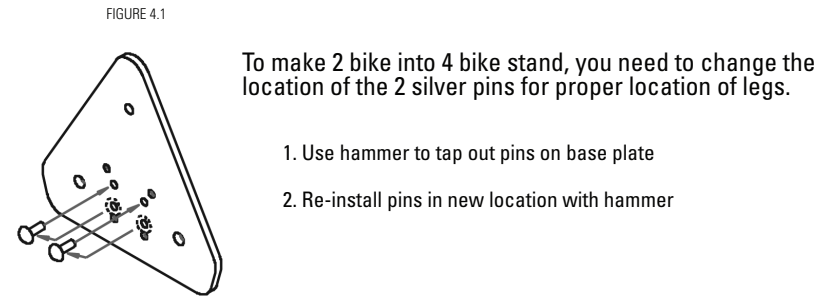 FIGURE 4.1
To make 2 bike into 4 bike stand, you need to change the
location of the 2 silver pins for proper location of legs.
1. Use hammer to tap out pins on base plate
2. Re-install pins in new location with hammer